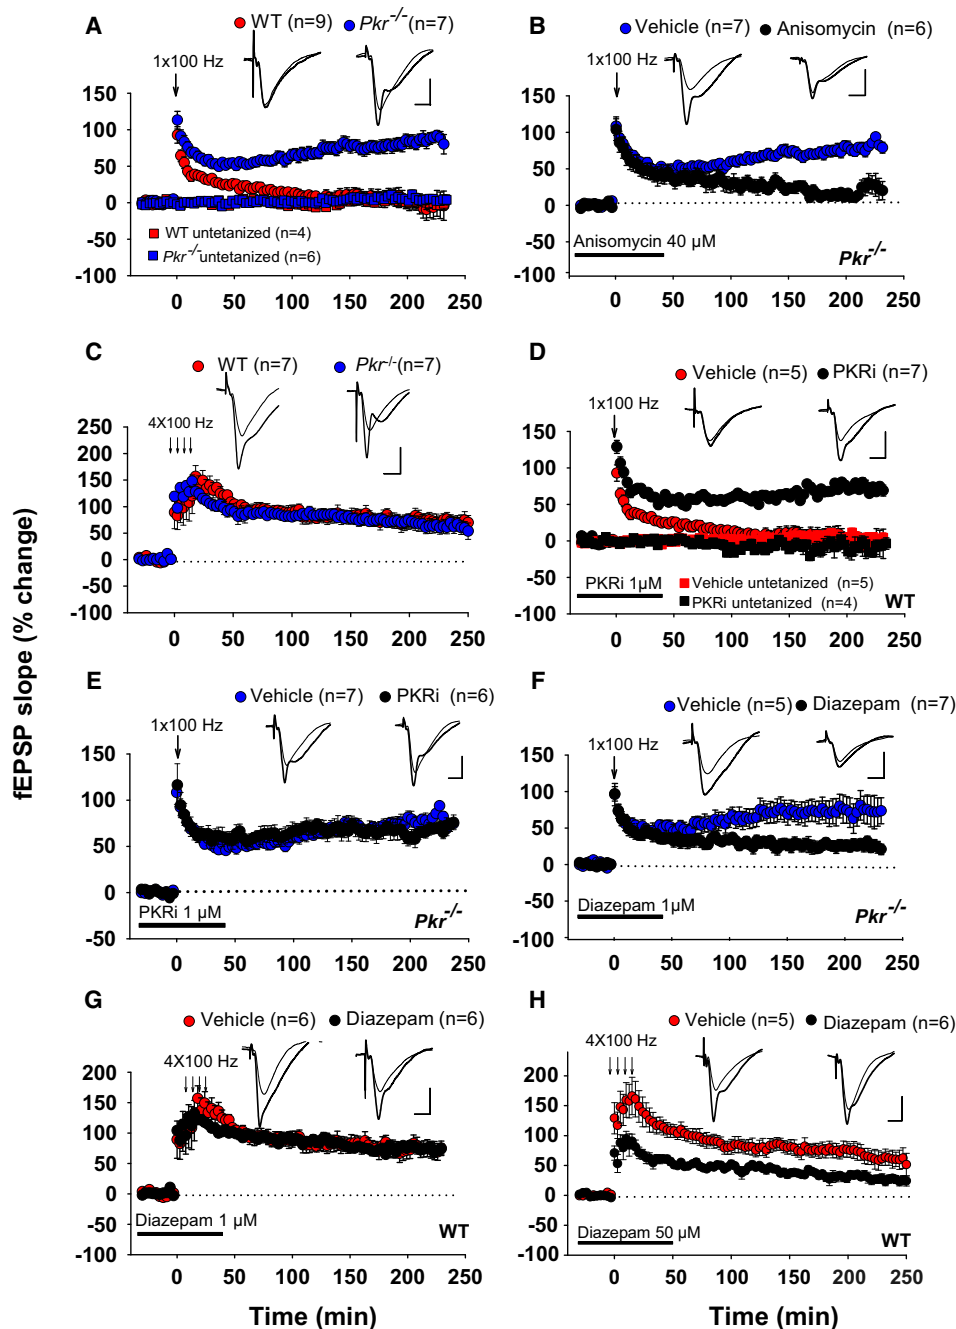 fEPSP slope (% change)
A
WT (n=9) Pkr-/-(n=7)
1x100 Hz
150
100
50
0
-50
-100
WT untetanized (n=4)
Pkr-/-untetanized (n=6)
0 50 100 150 200 250
B
Vehicle (n=7) Anisomycin (n=6)
1x100 Hz
150
100
50
0
-50
-100
Anisomycin 40 µM
Pkr-/-
0 50 100 150 200 250
C
WT (n=7) Pkr-/-(n=7)
4X100 Hz
250
200
150
100
50
0
-50
-100
0 50 100 150 200 250
D
Vehicle (n=5) PKRi (n=7)
1x100 Hz
150
100
50
0
-50
-100
PKRi 1µM
Vehicle untetanized (n=5)
PKRi untetanized (n=4)
WT
0 50 100 150 200 250
E
Vehicle (n=7) PKRi (n=6)
1x100 Hz
150
100
50
0
-50
PKRi 1 µM
Pkr-/-
0 50 100 150 200 250
F
Vehicle (n=5) Diazepam (n=7)
1x100 Hz
150
100
50
0
-50
-100
Diazepam 1µM
Pkr-/-
0 50 100 150 200 250
G
Vehicle (n=6) Diazepam (n=6)
4X100 Hz
200
150
100
50
0
-50
-100
Diazepam 1 µM
WT
0 50 100 150 200 250
Time (min)
H
Vehicle (n=5) Diazepam (n=6)
4X100 Hz
200
150
100
50
0
-50
-100
Diazepam 50 µM
WT
0 50 100 150 200 250
Time (min)